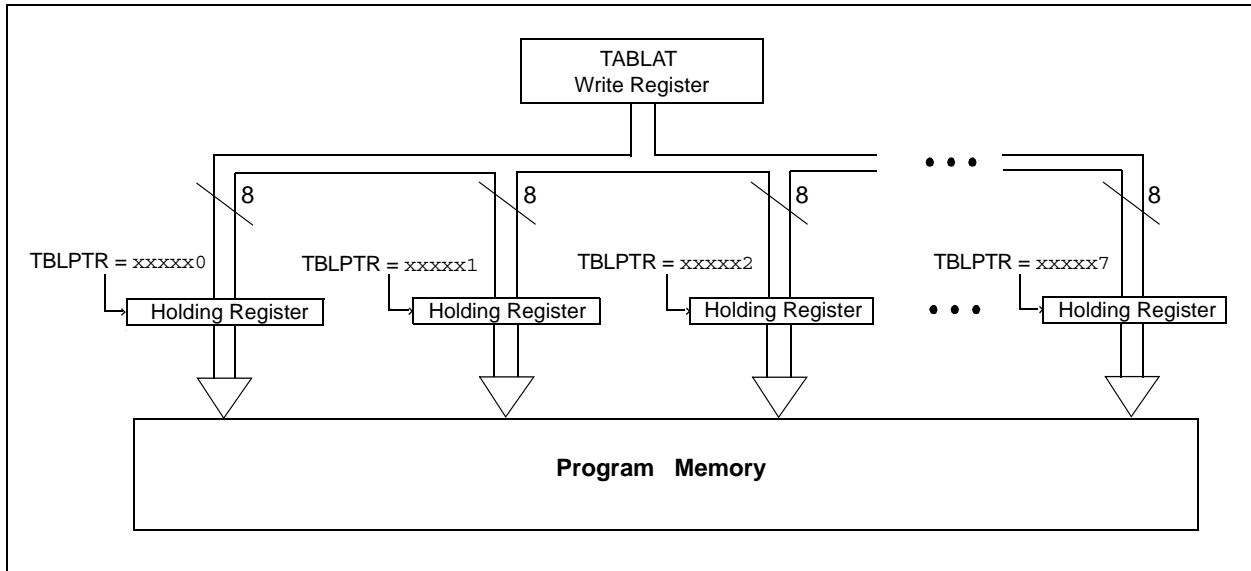 TABLAT
Write Register
8
8
8
8
TBLPTR = xxxxx0
TBLPTR = xxxxx1
TBLPTR = xxxxx2
TBLPTR = xxxxx7
Holding Register
Holding Register
Holding Register
Holding Register
Program Memory